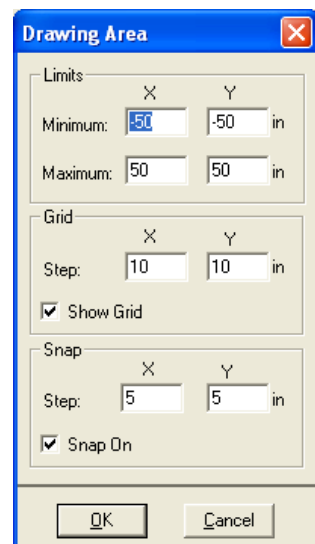 Drawing Area
Limits
X Y
Minimum: -50 -50 in
Maximum: 50 50 in
Grid
X Y
Step: 10 10 in
Show Grid
Snap
X Y
Step: 5 5 in
Snap On
OK Cancel